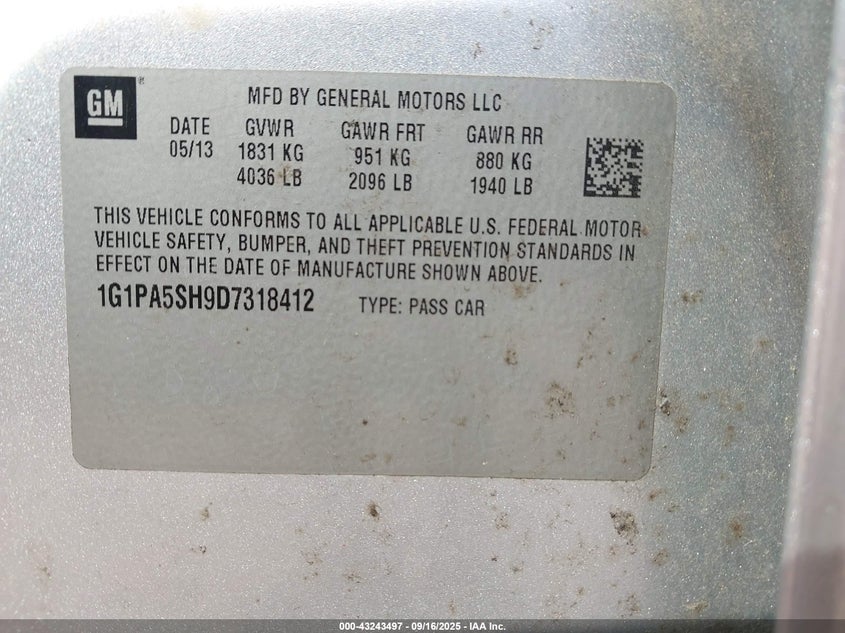 GM
MFD BY GENERAL MOTORS LLC
DATE GVWR GAWR FRT GAWR RR
05/13 1831 KG 951 KG 880 KG
4036 LB 2096 LB 1940 LB
THIS VEHICLE CONFORMS TO ALL APPLICABLE U.S. FEDERAL MOTOR
VEHICLE SAFETY, BUMPER, AND THEFT PREVENTION STANDARDS IN
EFFECT ON THE DATE OF MANUFACTURE SHOWN ABOVE.
1G1PA5SH9D7318412 TYPE: PASS CAR
000-43243497 - 09/16/2025 - IAA Inc.